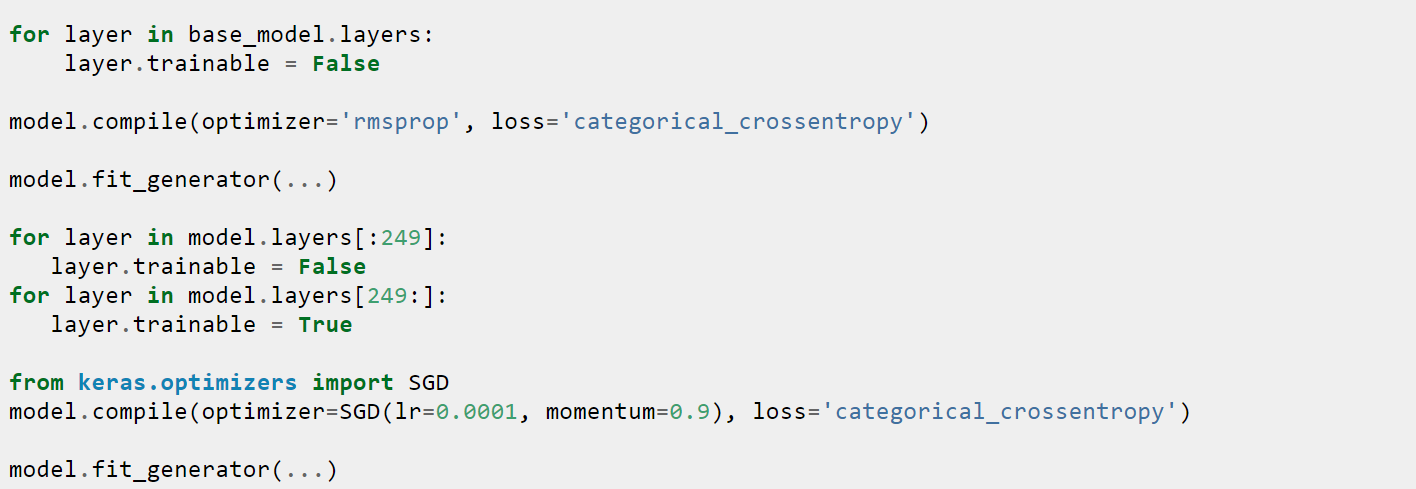 for layer in base_model.layers:
    layer.trainable = False
model.compile(optimizer='rmsprop', loss='categorical_crossentropy')
model.fit_generator(...)
for layer in model.layers[:249]:
   layer.trainable = False
for layer in model.layers[249:]:
   layer.trainable = True
from keras.optimizers import SGD
model.compile(optimizer=SGD(lr=0.0001, momentum=0.9), loss='categorical_crossentropy')
model.fit_generator(...)